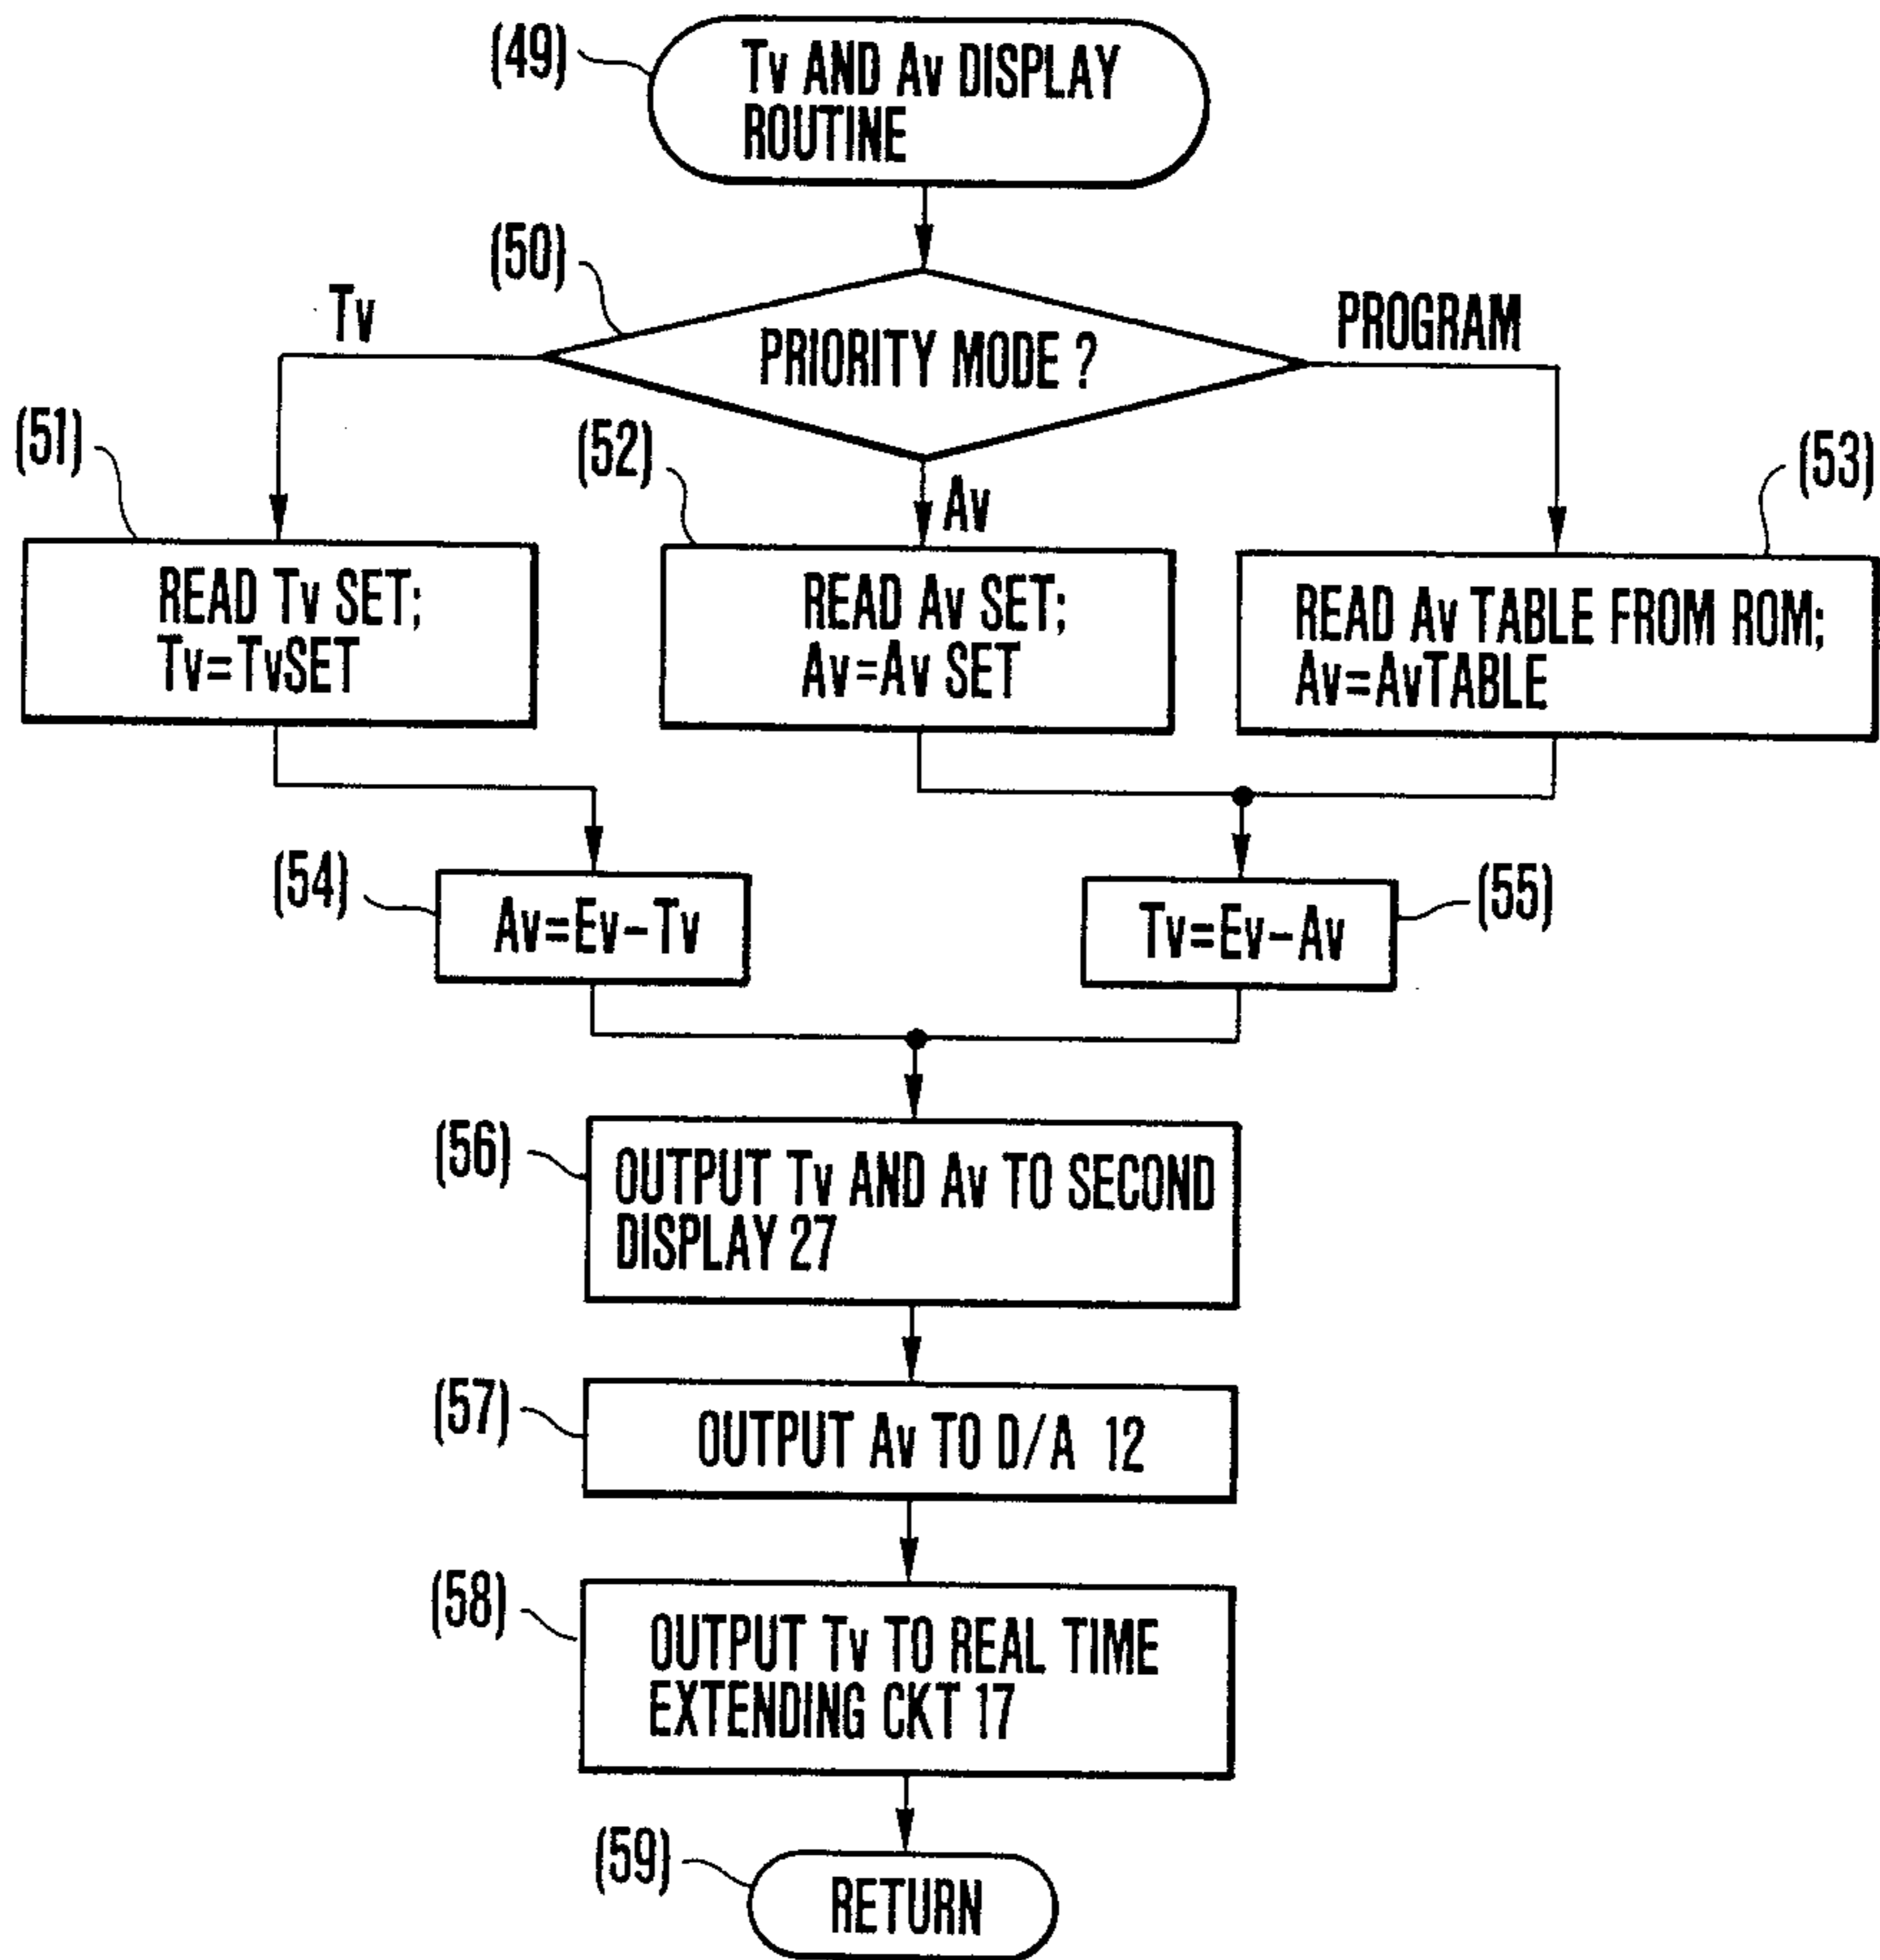 (49)
Tv AND Av DISPLAY
ROUTINE
(50)
Tv
PRIORITY MODE ?
PROGRAM
(51)
(52)
Av
(53)
READ Tv SET;
Tv=TvSET
READ Av SET;
Av=Av SET
READ Av TABLE FROM ROM;
Av=AvTABLE
(54)
Av=Ev-Tv
Tv=Ev-Av
(55)
(56)
OUTPUT Tv AND Av TO SECOND
DISPLAY 27
(57)
OUTPUT Av TO D/A 12
(58)
OUTPUT Tv TO REAL TIME
EXTENDING CKT 17
(59)
RETURN